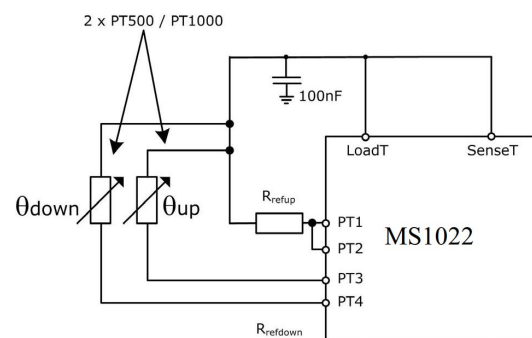 2 x PT500 / PT1000
100nF
LoadT
SenseT
θdown
θup
Rrefup
PT1
PT2
MS1022
PT3
PT4
Rrefdown